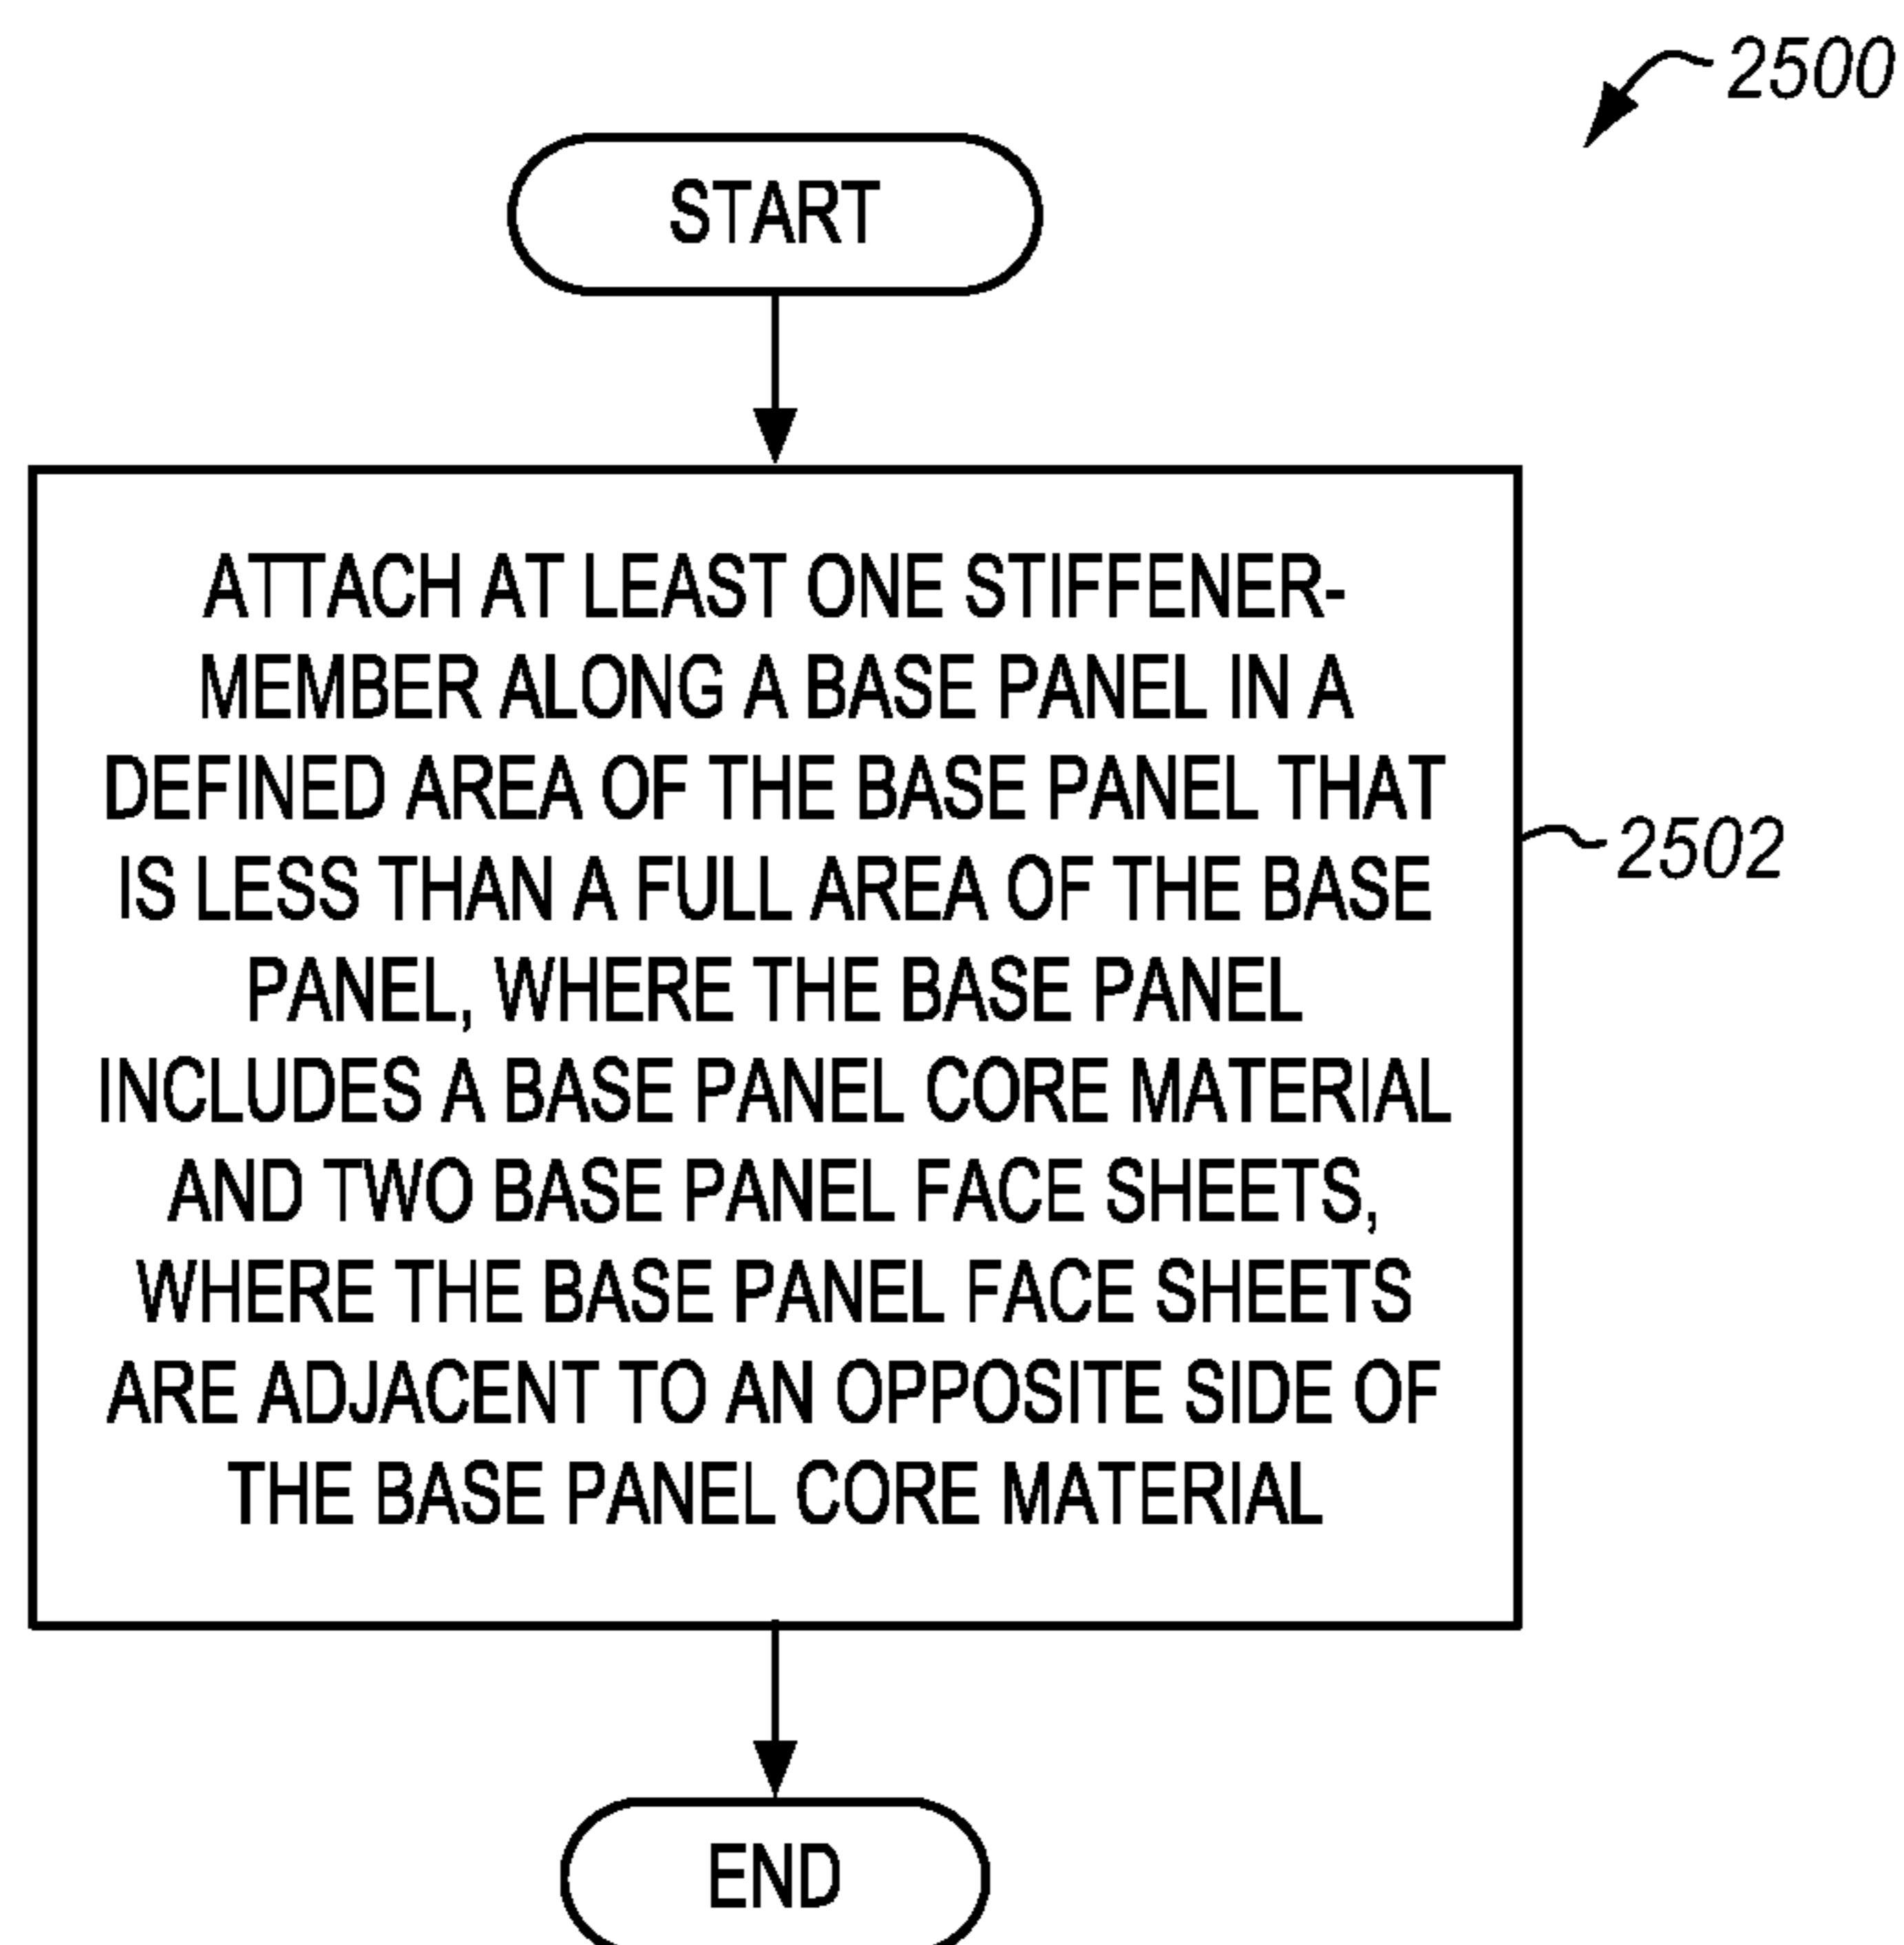 2500
START
ATTACH AT LEAST ONE STIFFENER-
MEMBER ALONG A BASE PANEL IN A
DEFINED AREA OF THE BASE PANEL THAT
IS LESS THAN A FULL AREA OF THE BASE
PANEL, WHERE THE BASE PANEL
INCLUDES A BASE PANEL CORE MATERIAL
AND TWO BASE PANEL FACE SHEETS,
WHERE THE BASE PANEL FACE SHEETS
ARE ADJACENT TO AN OPPOSITE SIDE OF
THE BASE PANEL CORE MATERIAL
2502
END